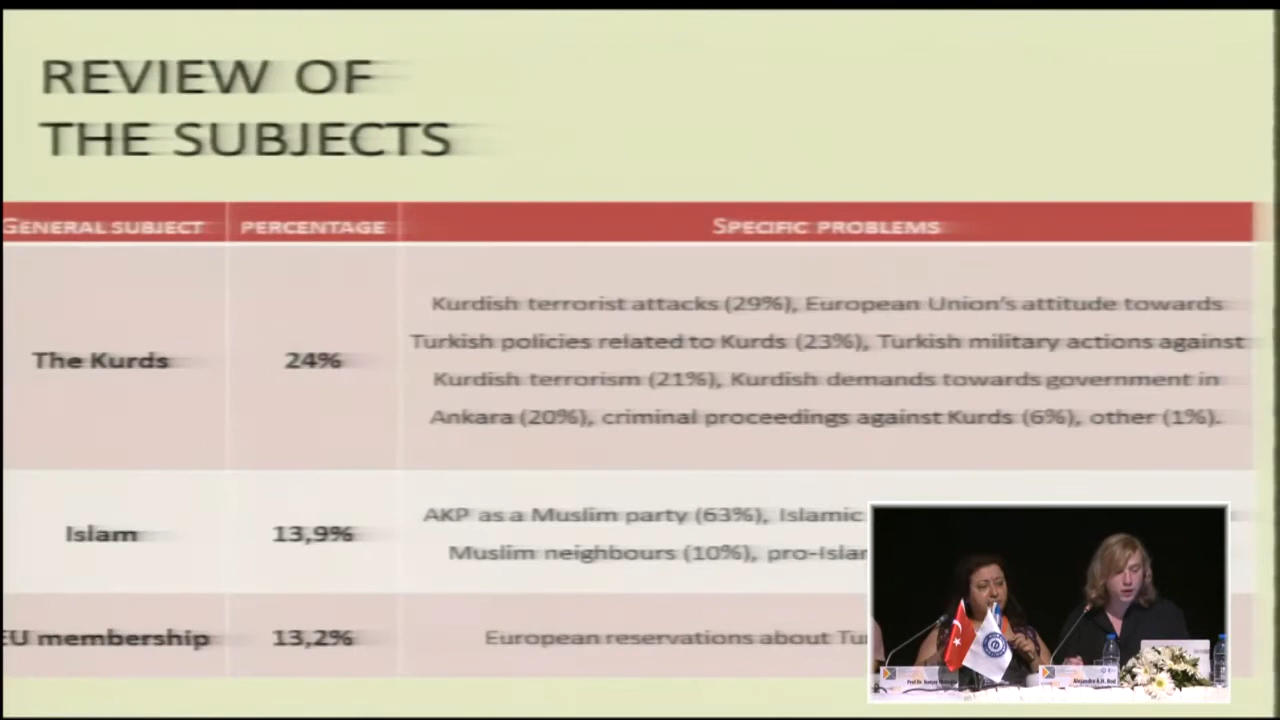 REVIEW OF
THE SUBJECTS
GENERAL SUBJECT PERCENTAGE SPECIFIC PROBLEMS
The Kurds 24% Kurdish terrorist attacks (29%), European Union's attitude towards
Turkish policies related to Kurds (23%), Turkish military actions against
Kurdish terrorism (21%), Kurdish demands towards government in
Ankara (20%), criminal proceedings against Kurds (6%), other (1%).
Islam 13,9% AKP as a Muslim party (63%), Islamic
Muslim neighbours (10%),
EU membership 13,2% European reservations about
Prof. Dr.
Alejandro